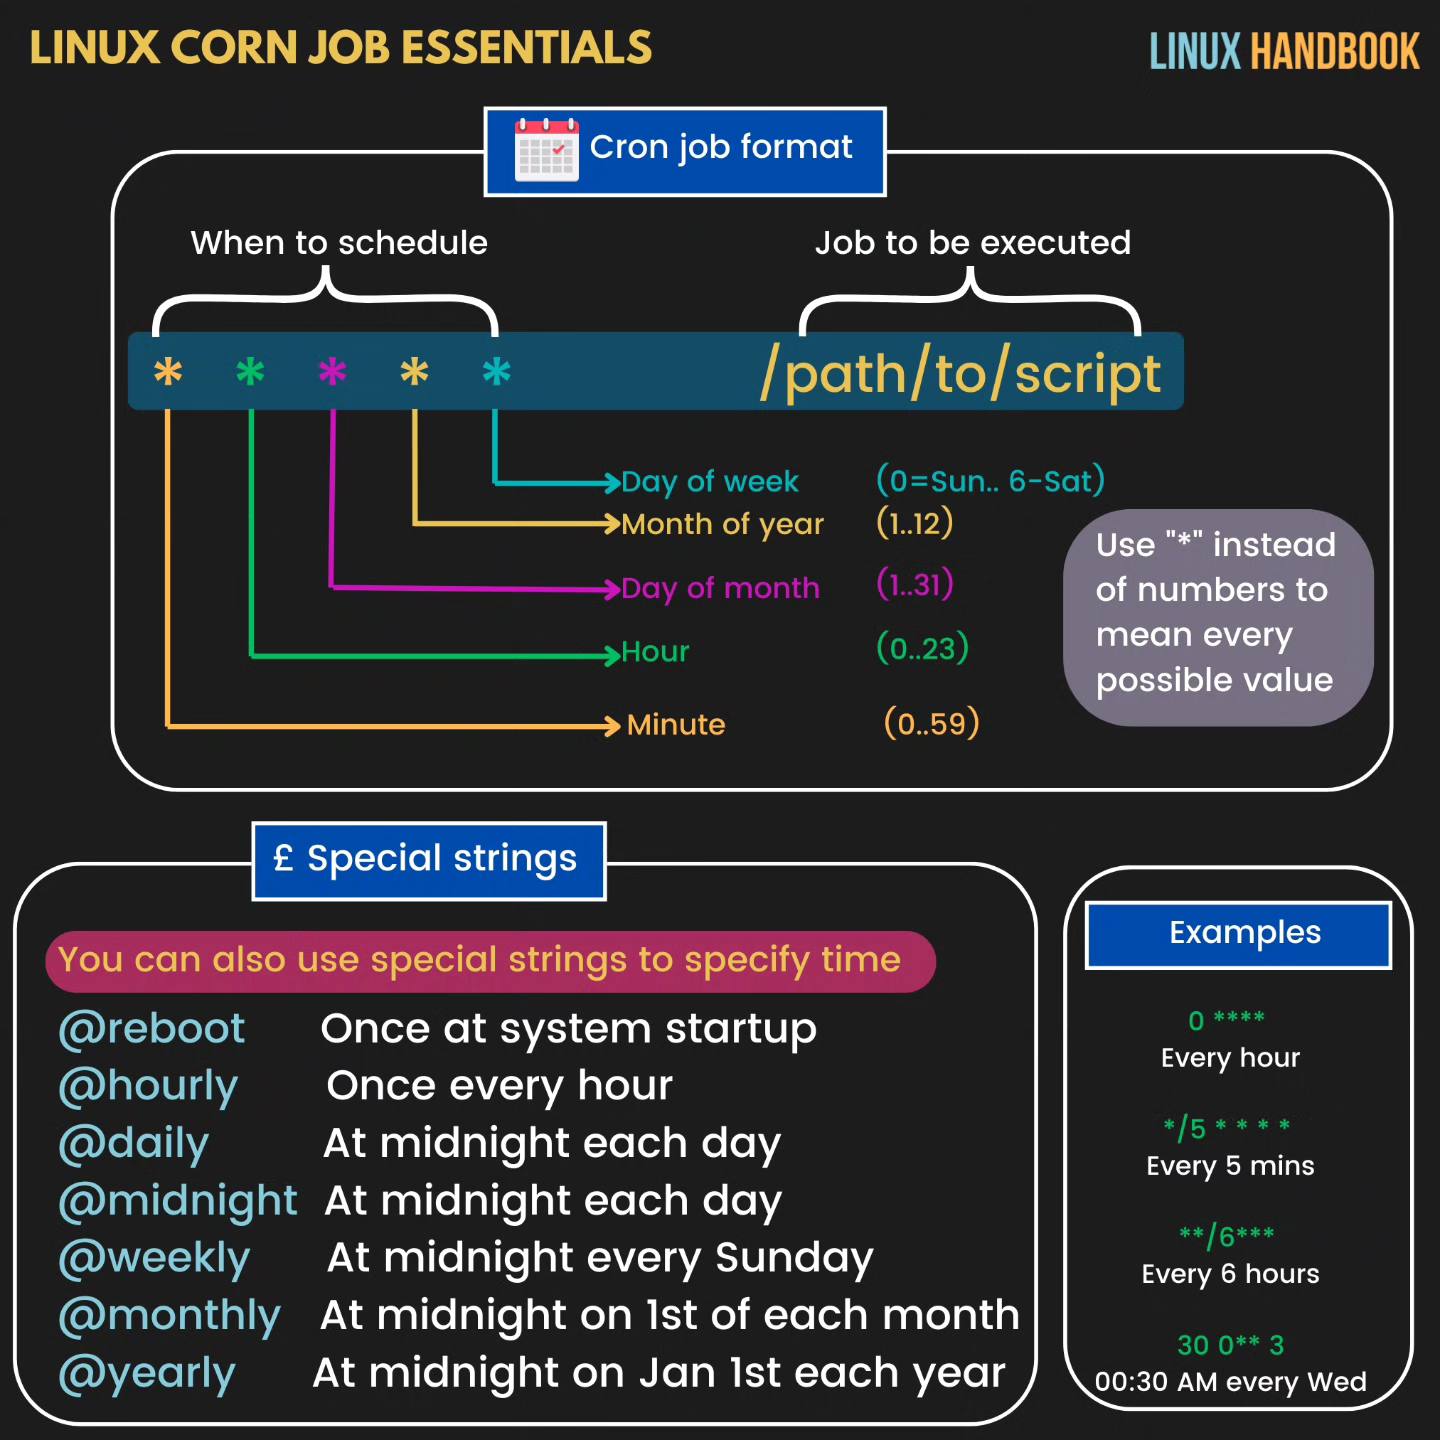 LINUX CORN JOB ESSENTIALS
LINUX HANDBOOK
Cron job format
When to schedule
Job to be executed
* * * * * /path/to/script
Day of week (0=Sun.. 6-Sat)
Month of year (1..12)
Day of month (1..31)
Hour (0..23)
Minute (0..59)
Use "*" instead
of numbers to
mean every
possible value
£ Special strings
You can also use special strings to specify time
@reboot Once at system startup
@hourly Once every hour
@daily At midnight each day
@midnight At midnight each day
@weekly At midnight every Sunday
@monthly At midnight on 1st of each month
@yearly At midnight on Jan 1st each year
Examples
0 ****
Every hour
*/5 * * * *
Every 5 mins
**/6***
Every 6 hours
30 0** 3
00:30 AM every Wed